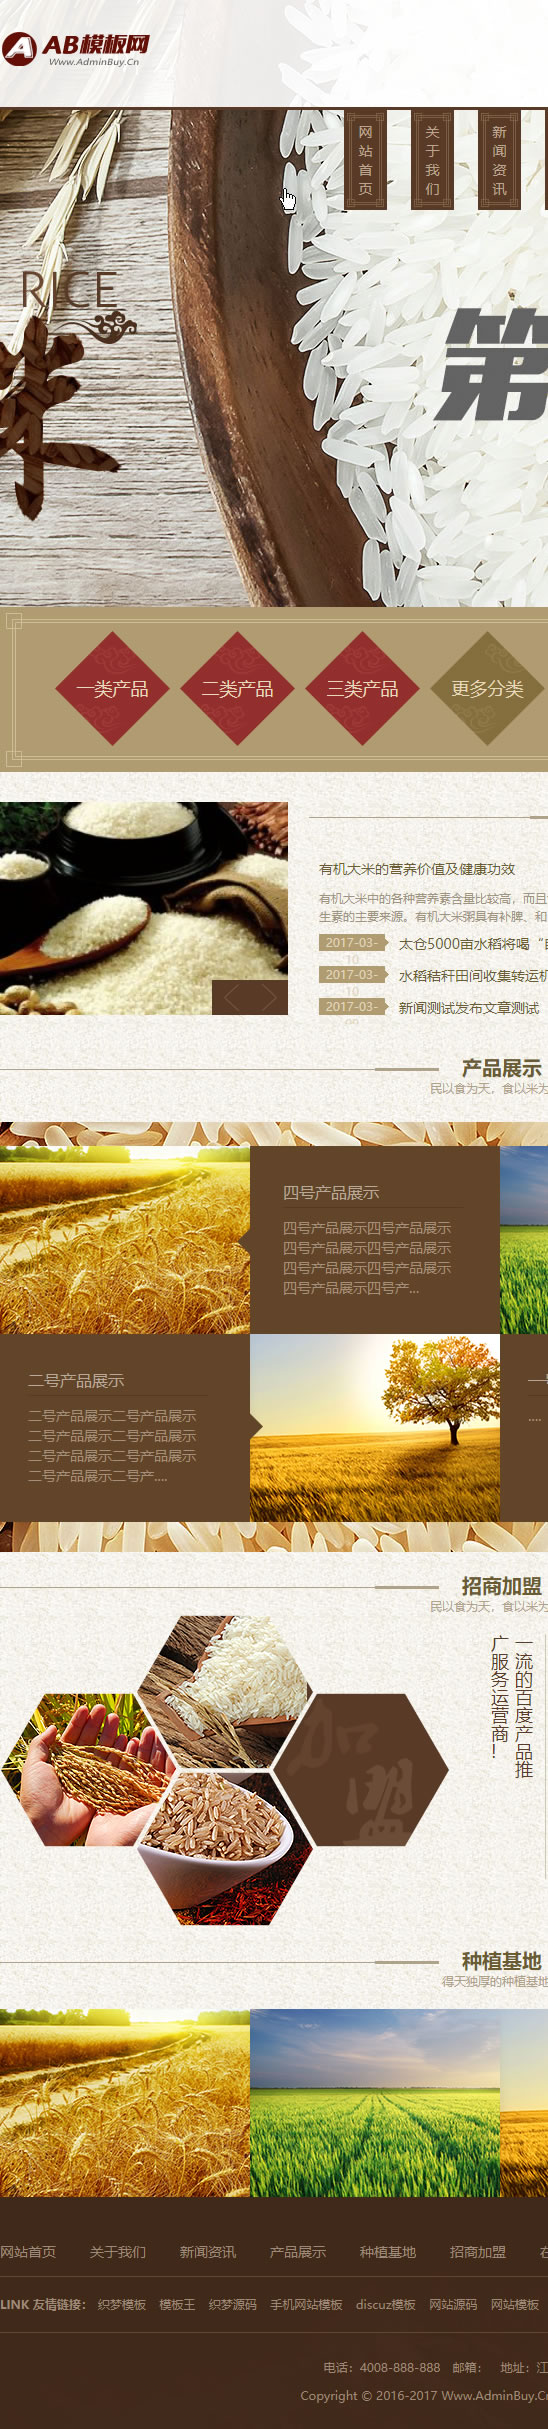 AB模板网
Www.AdminBuy.Cn
网站首页
关于我们
新闻资讯
RICE
米
第
一类产品
二类产品
三类产品
更多分类
有机大米的营养价值及健康功效
有机大米中的各种营养素含量比较高，而且
生素的主要来源。有机大米粥具有补脾、和
2017-03-
10
太仓5000亩水稻将喝“
2017-03-
10
水稻秸秆田间收集转运机
2017-03-
新闻测试发布文章测试
产品展示
民以食为天，食以米为
四号产品展示
四号产品展示四号产品展示
四号产品展示四号产品展示
四号产品展示四号产品展示
四号产品展示四号产...
二号产品展示
二号产品展示二号产品展示
二号产品展示二号产品展示
二号产品展示二号产品展示
二号产品展示二号产....
一
....
招商加盟
民以食为天，食以米为
一流的百度产品推
广服务运营商！
加盟
种植基地
得天独厚的种植基地
网站首页 关于我们 新闻资讯 产品展示 种植基地 招商加盟 在
LINK 友情链接： 织梦模板 模板王 织梦源码 手机网站模板 discuz模板 网站源码 网站模板
电话：4008-888-888 邮箱： 地址：江
Copyright © 2016-2017 Www.AdminBuy.Cn